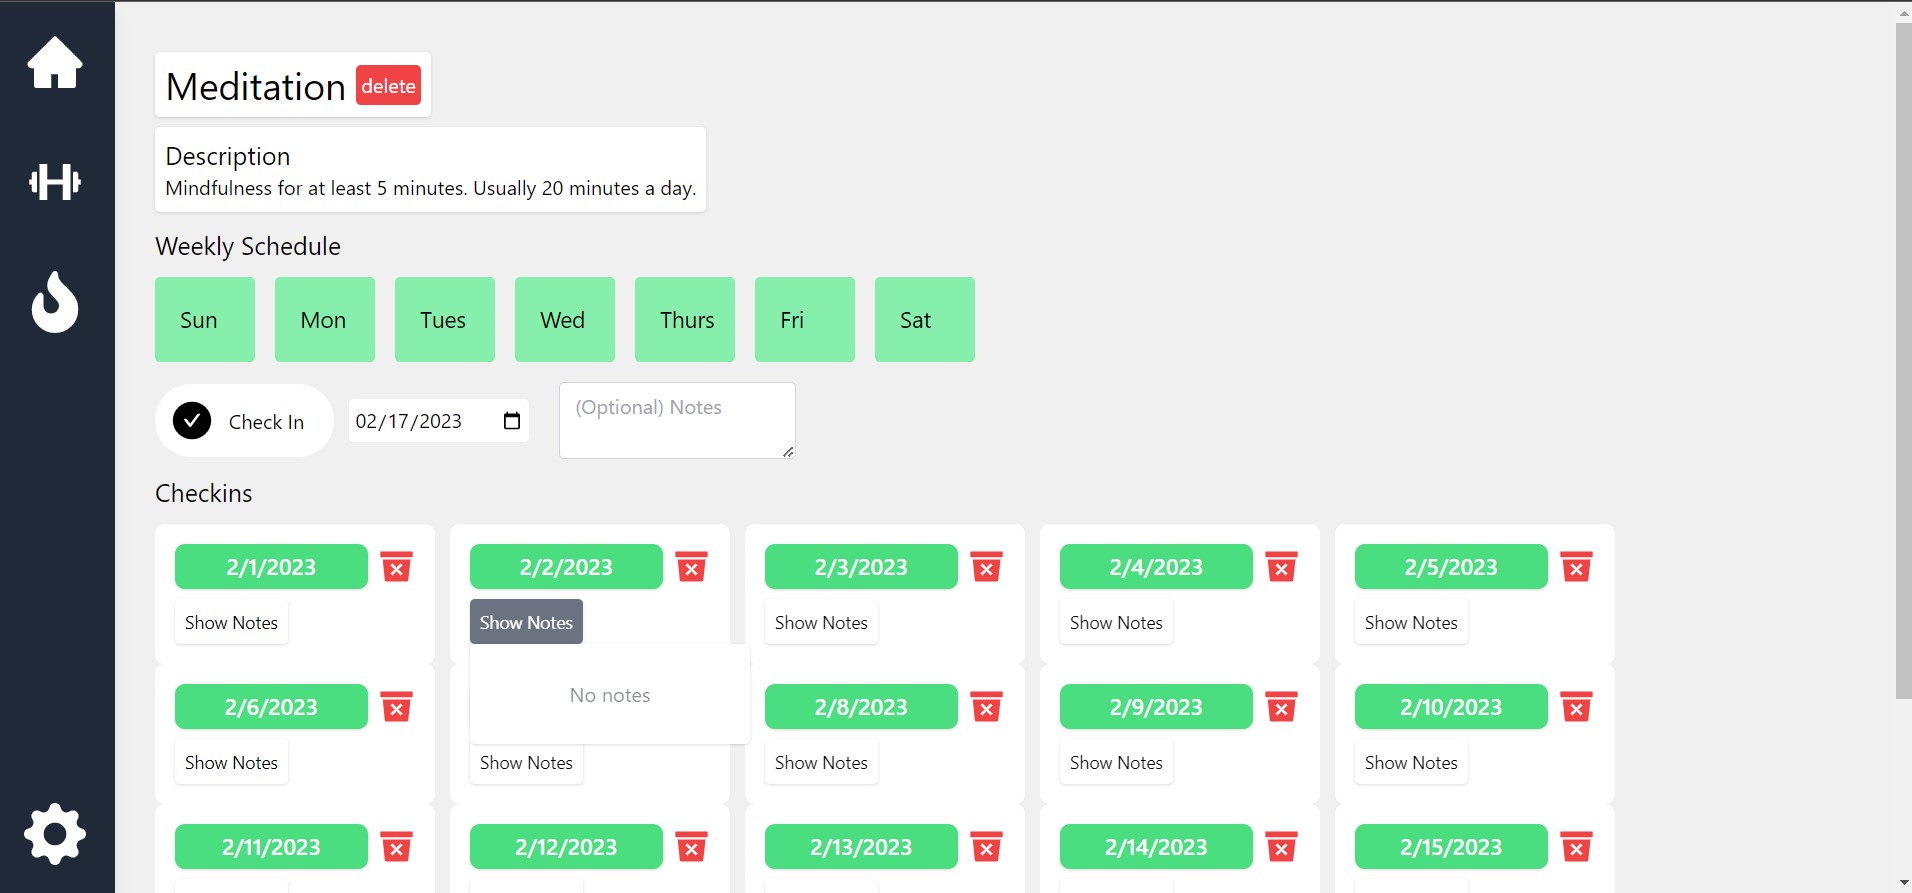 Meditation delete
Description
Mindfulness for at least 5 minutes. Usually 20 minutes a day.
Weekly Schedule
Sun Mon Tues Wed Thurs Fri Sat
Check In 02/17/2023 (Optional) Notes
Checkins
2/1/2023 2/2/2023 2/3/2023 2/4/2023 2/5/2023
Show Notes Show Notes Show Notes Show Notes Show Notes
No notes
2/6/2023 2/8/2023 2/9/2023 2/10/2023
Show Notes Show Notes Show Notes Show Notes Show Notes
2/11/2023 2/12/2023 2/13/2023 2/14/2023 2/15/2023